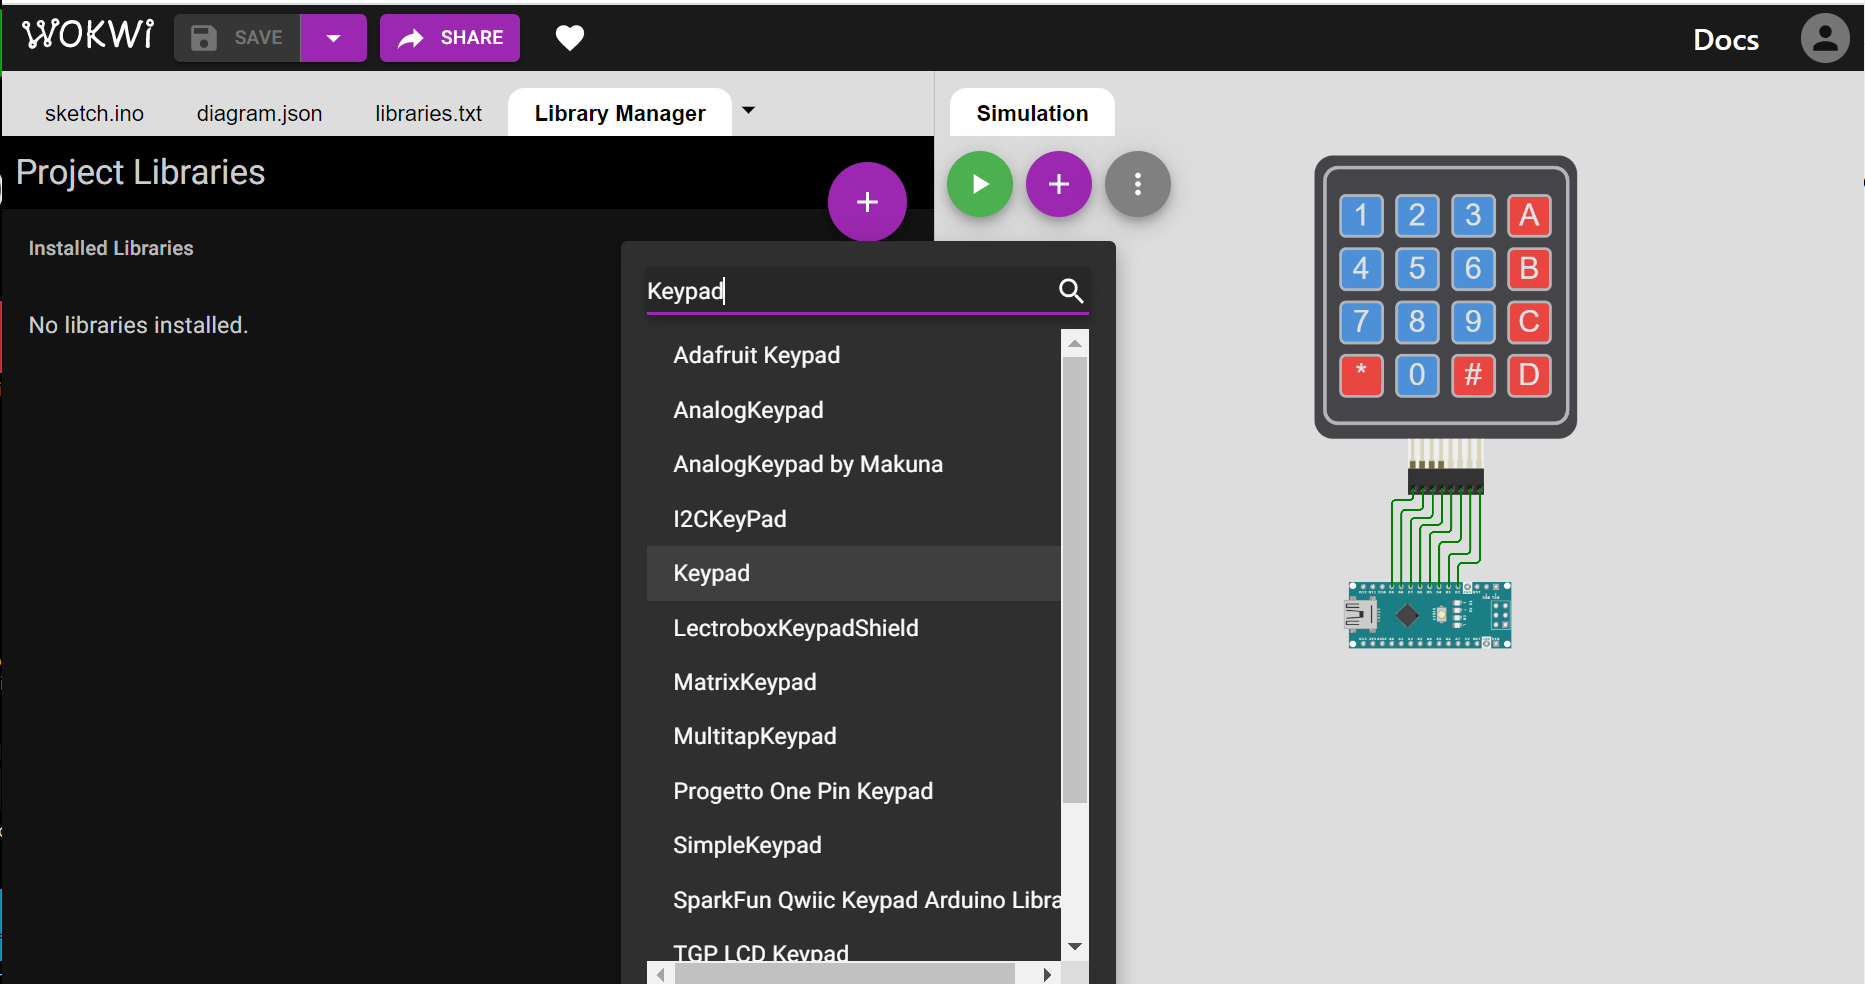 WOKWi
SAVE
SHARE
Docs
sketch.ino
diagram.json
libraries.txt
Library Manager
Simulation
Project Libraries
Installed Libraries
No libraries installed.
Keypad
Adafruit Keypad
AnalogKeypad
AnalogKeypad by Makuna
I2CKeyPad
Keypad
LectroboxKeypadShield
MatrixKeypad
MultitapKeypad
Progetto One Pin Keypad
SimpleKeypad
SparkFun Qwiic Keypad Arduino Libra
TGP LCD Keypad
1 2 3 A
4 5 6 B
7 8 9 C
* 0 # D